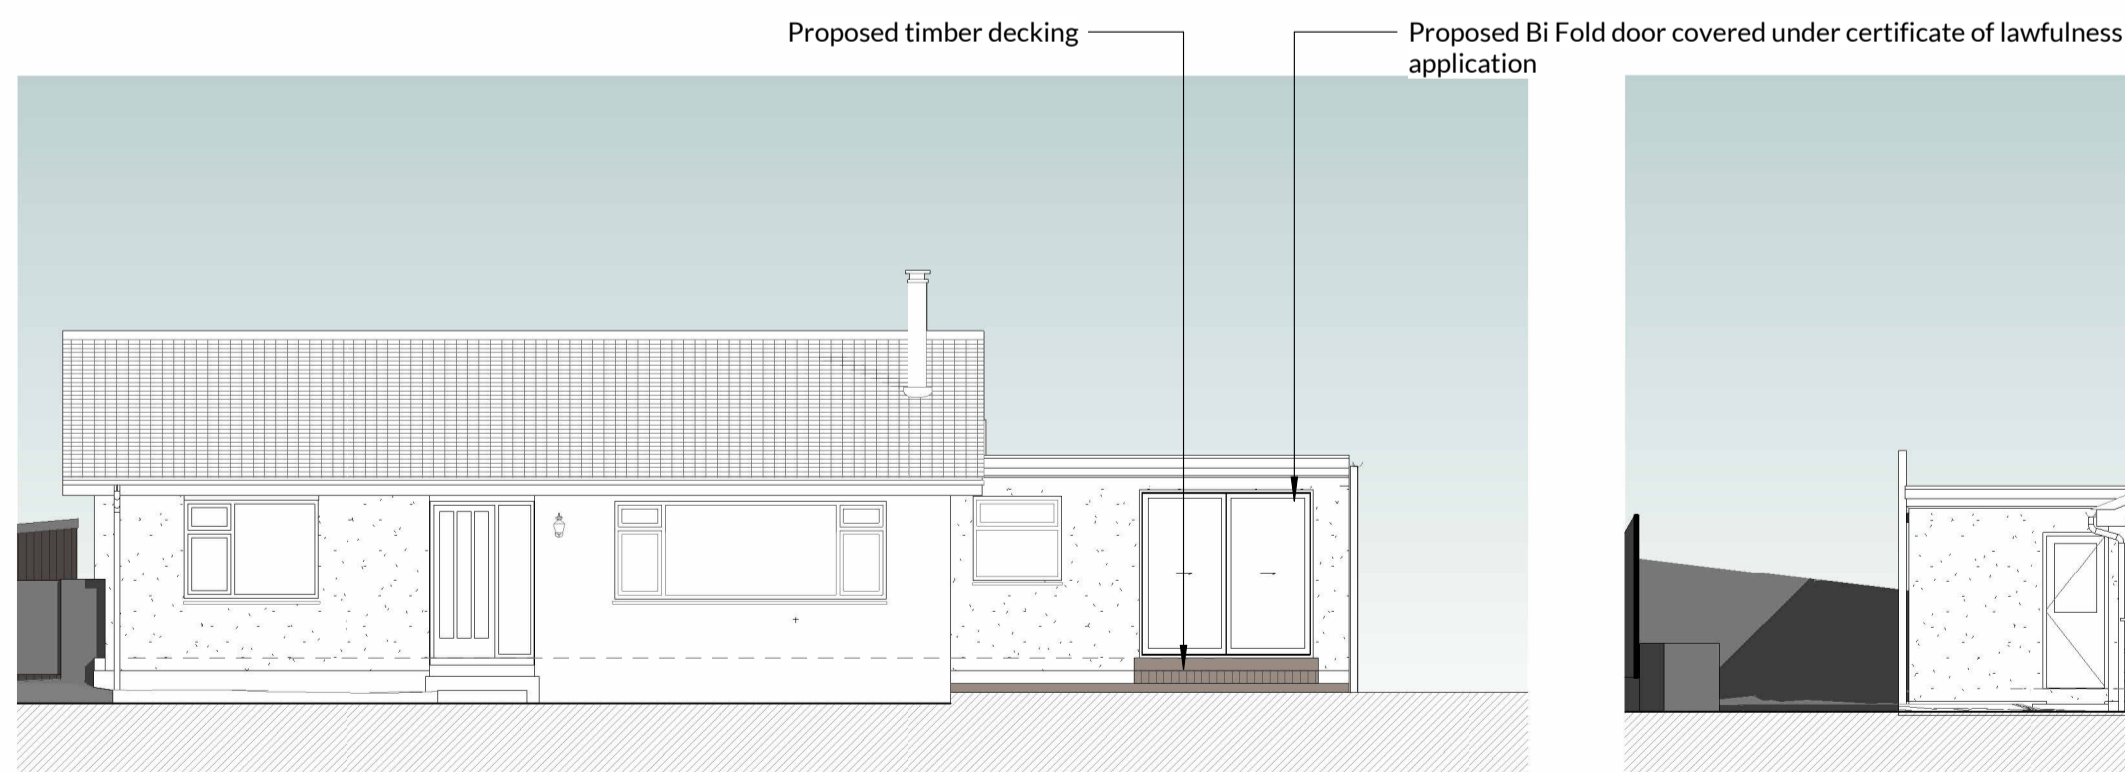 Proposed timber decking
Proposed Bi Fold door covered under certificate of lawfulness
application